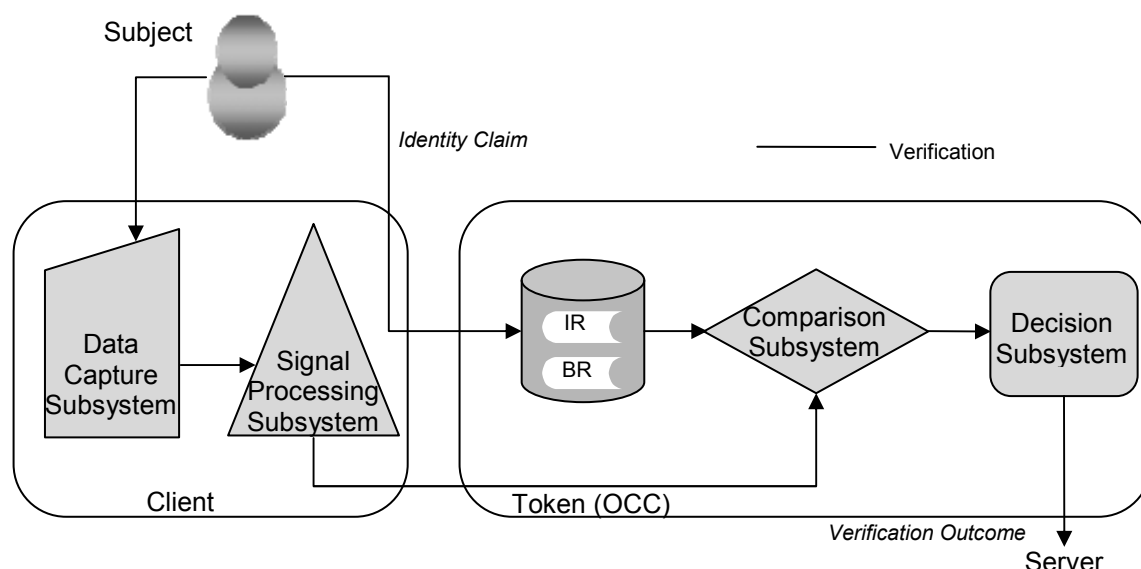 Subject
Identity Claim
Verification
Data
Capture
Subsystem
Signal
Processing
Subsystem
IR
BR
Comparison
Subsystem
Decision
Subsystem
Client
Token (OCC)
Verification Outcome
Server